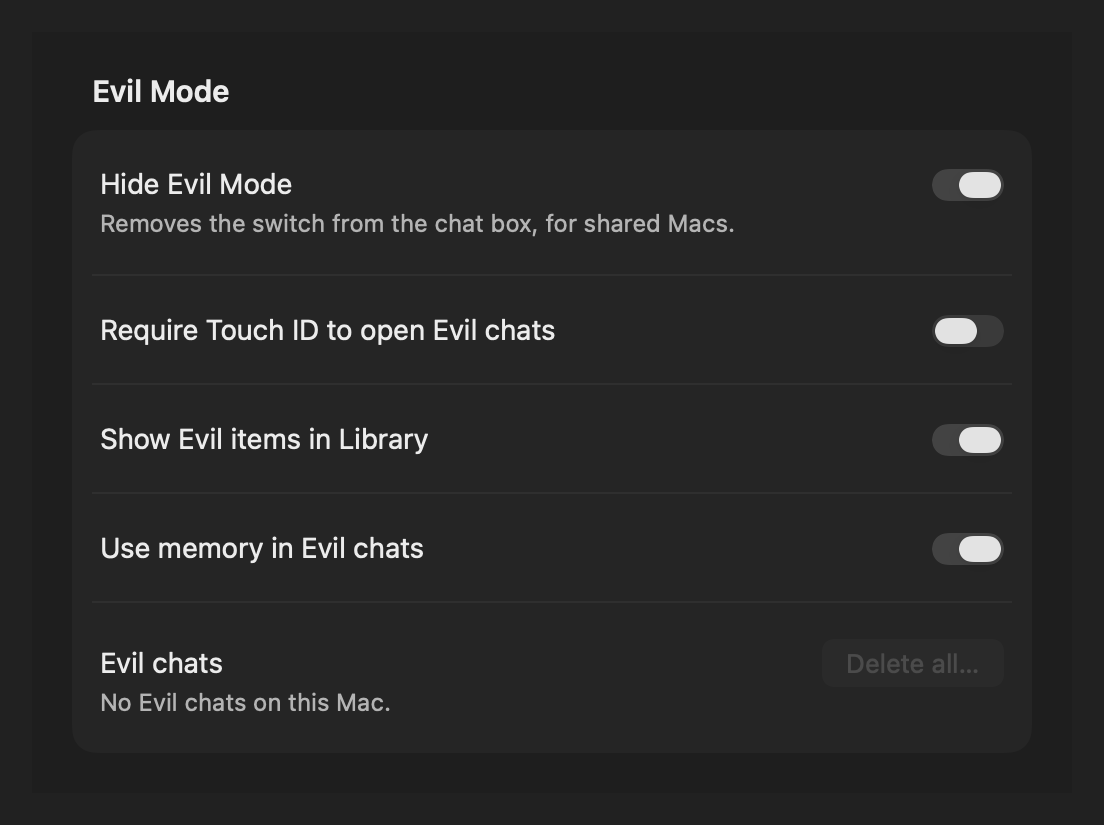 Evil Mode
Hide Evil Mode
Removes the switch from the chat box, for shared Macs.
Require Touch ID to open Evil chats
Show Evil items in Library
Use memory in Evil chats
Evil chats
Delete all...
No Evil chats on this Mac.